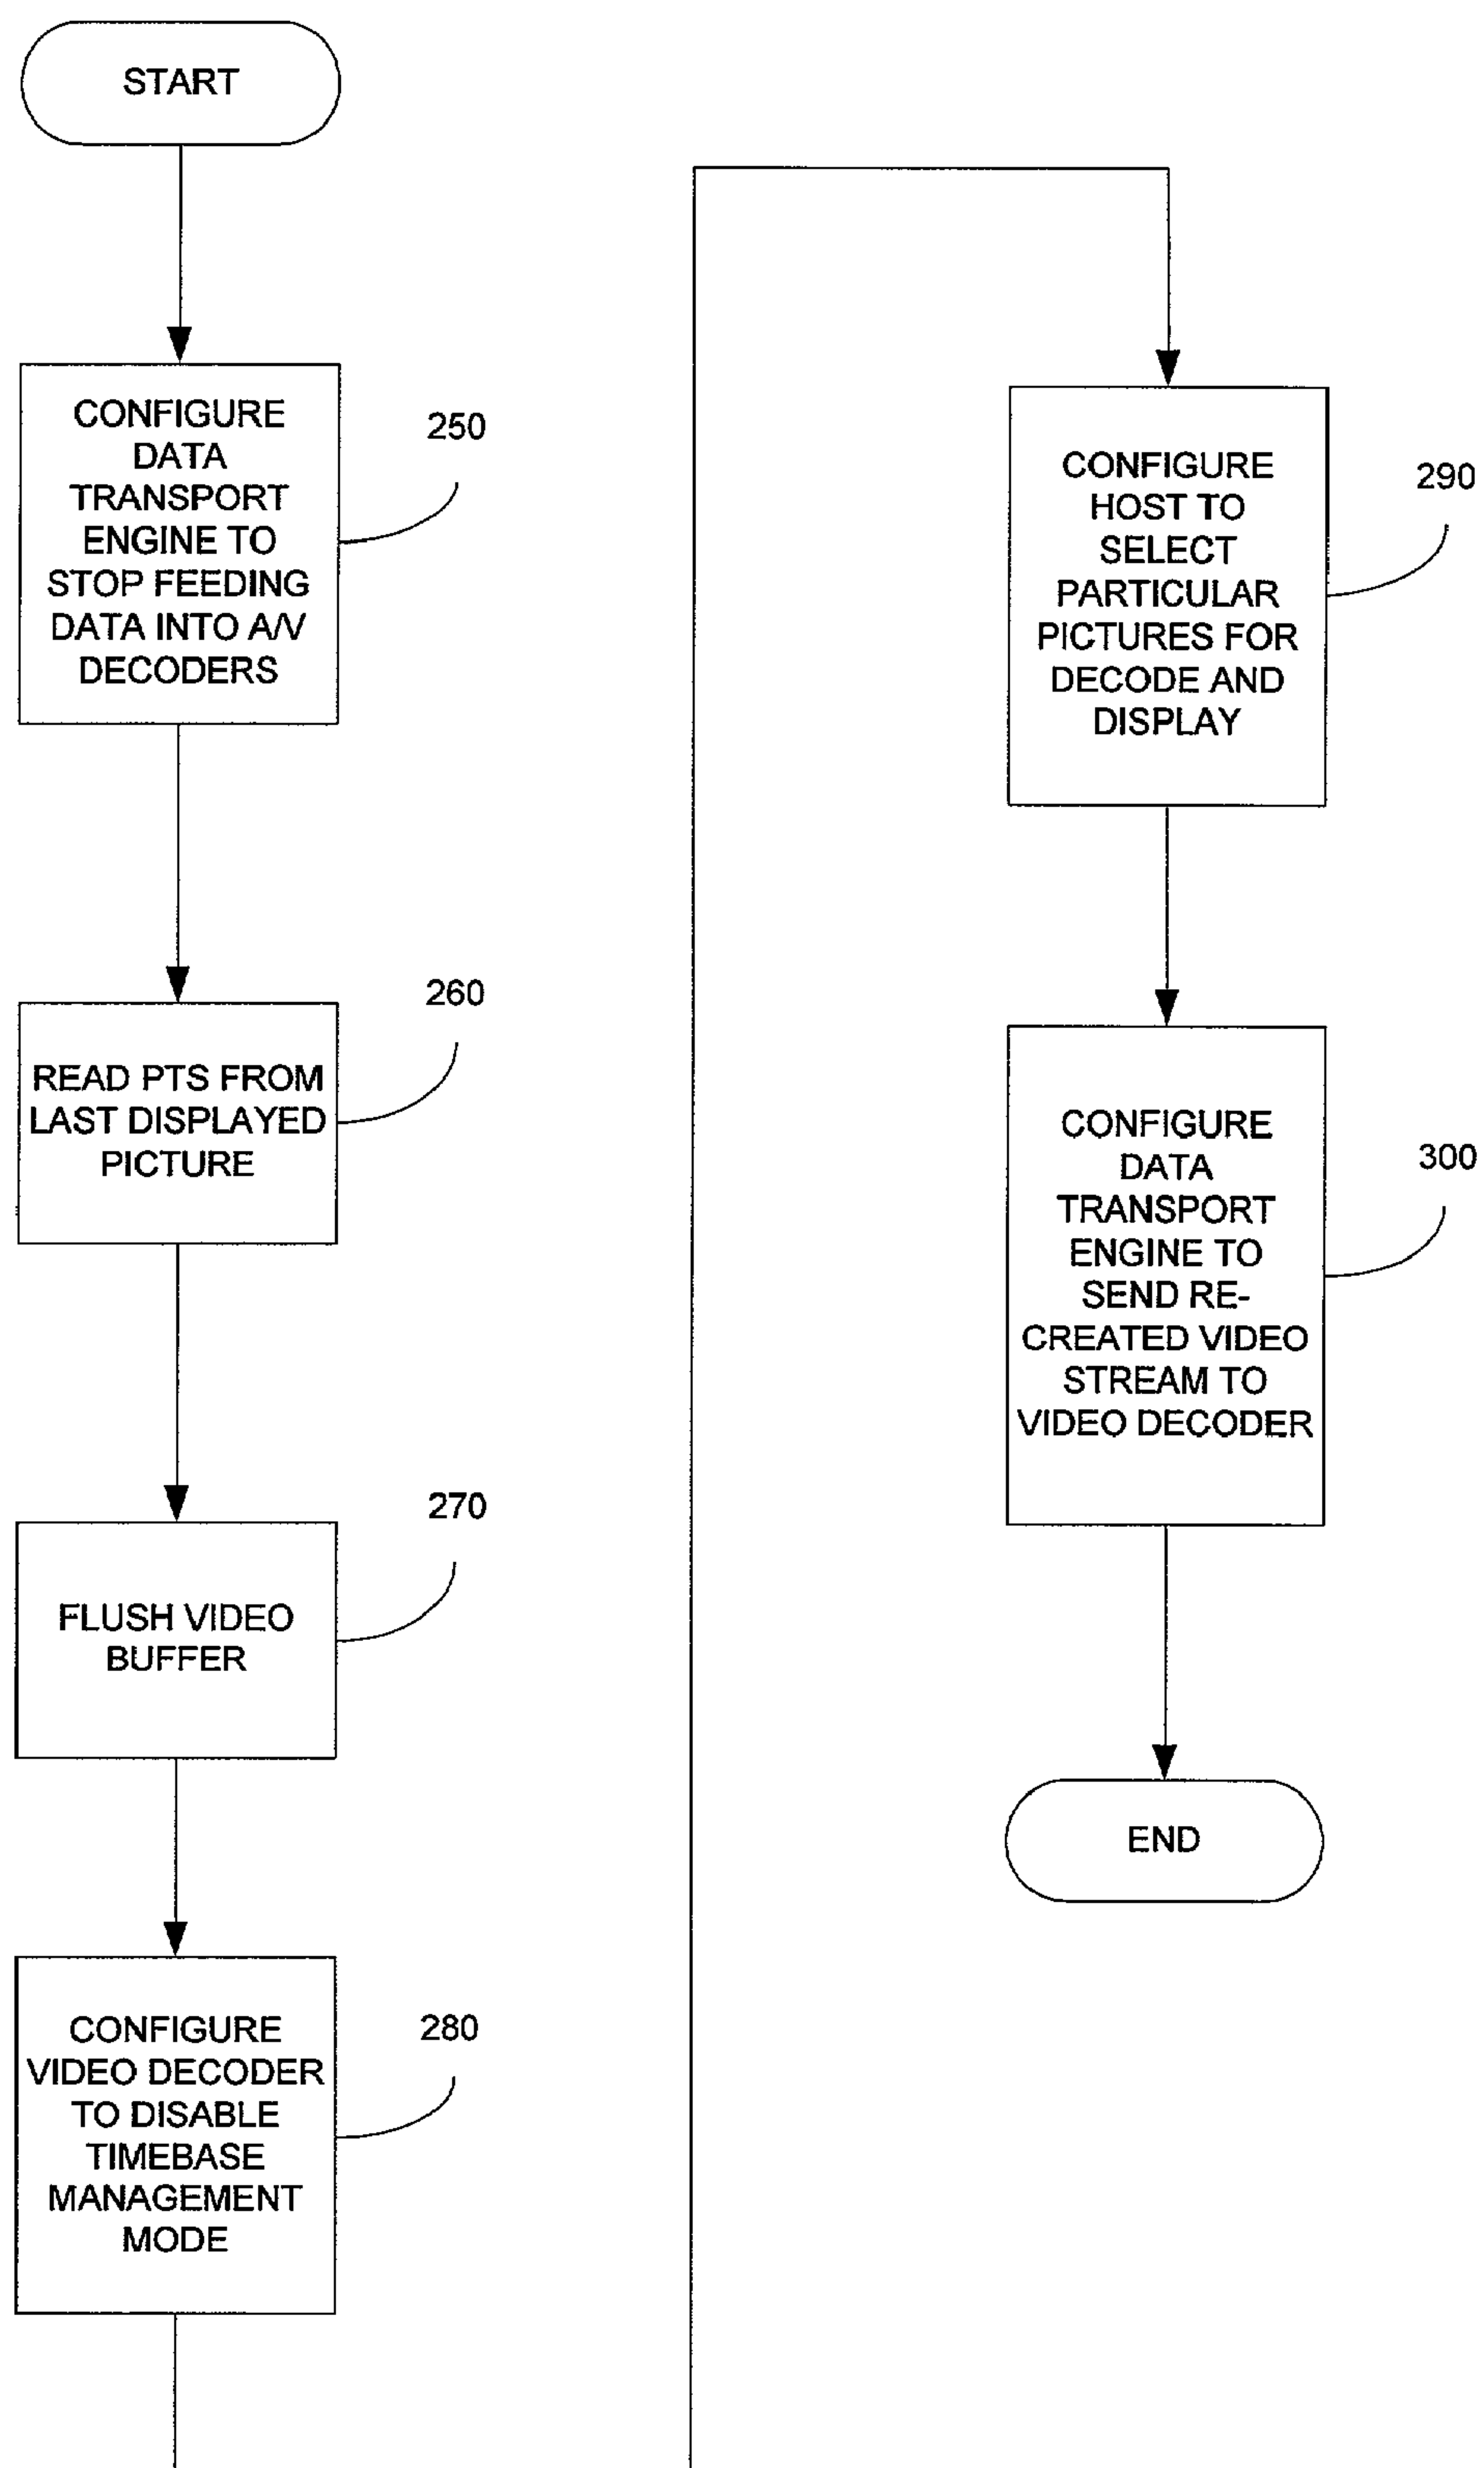 START
CONFIGURE
DATA
TRANSPORT
ENGINE TO
STOP FEEDING
DATA INTO A/V
DECODERS
250
READ PTS FROM
LAST DISPLAYED
PICTURE
260
FLUSH VIDEO
BUFFER
270
CONFIGURE
VIDEO DECODER
TO DISABLE
TIMEBASE
MANAGEMENT
MODE
280
CONFIGURE
HOST TO
SELECT
PARTICULAR
PICTURES FOR
DECODE AND
DISPLAY
290
CONFIGURE
DATA
TRANSPORT
ENGINE TO
SEND RE-
CREATED VIDEO
STREAM TO
VIDEO DECODER
300
END